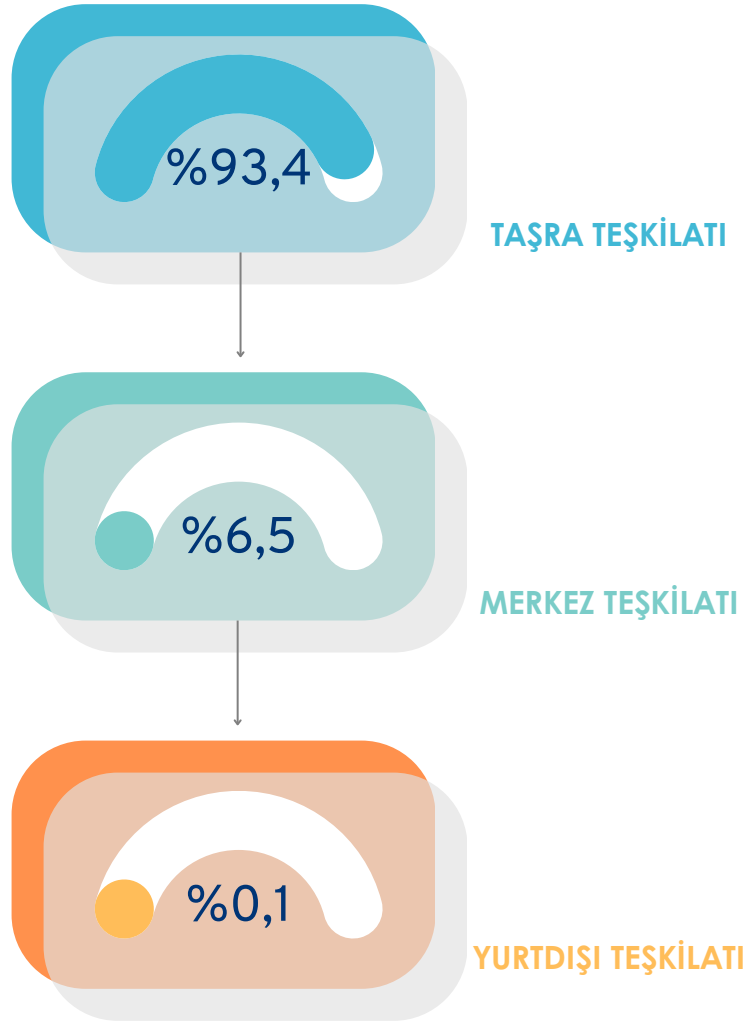 %93,4
TAŞRA TEŞKİLATI
%6,5
MERKEZ TEŞKİLATI
%0,1
YURTDIŞI TEŞKİLATI